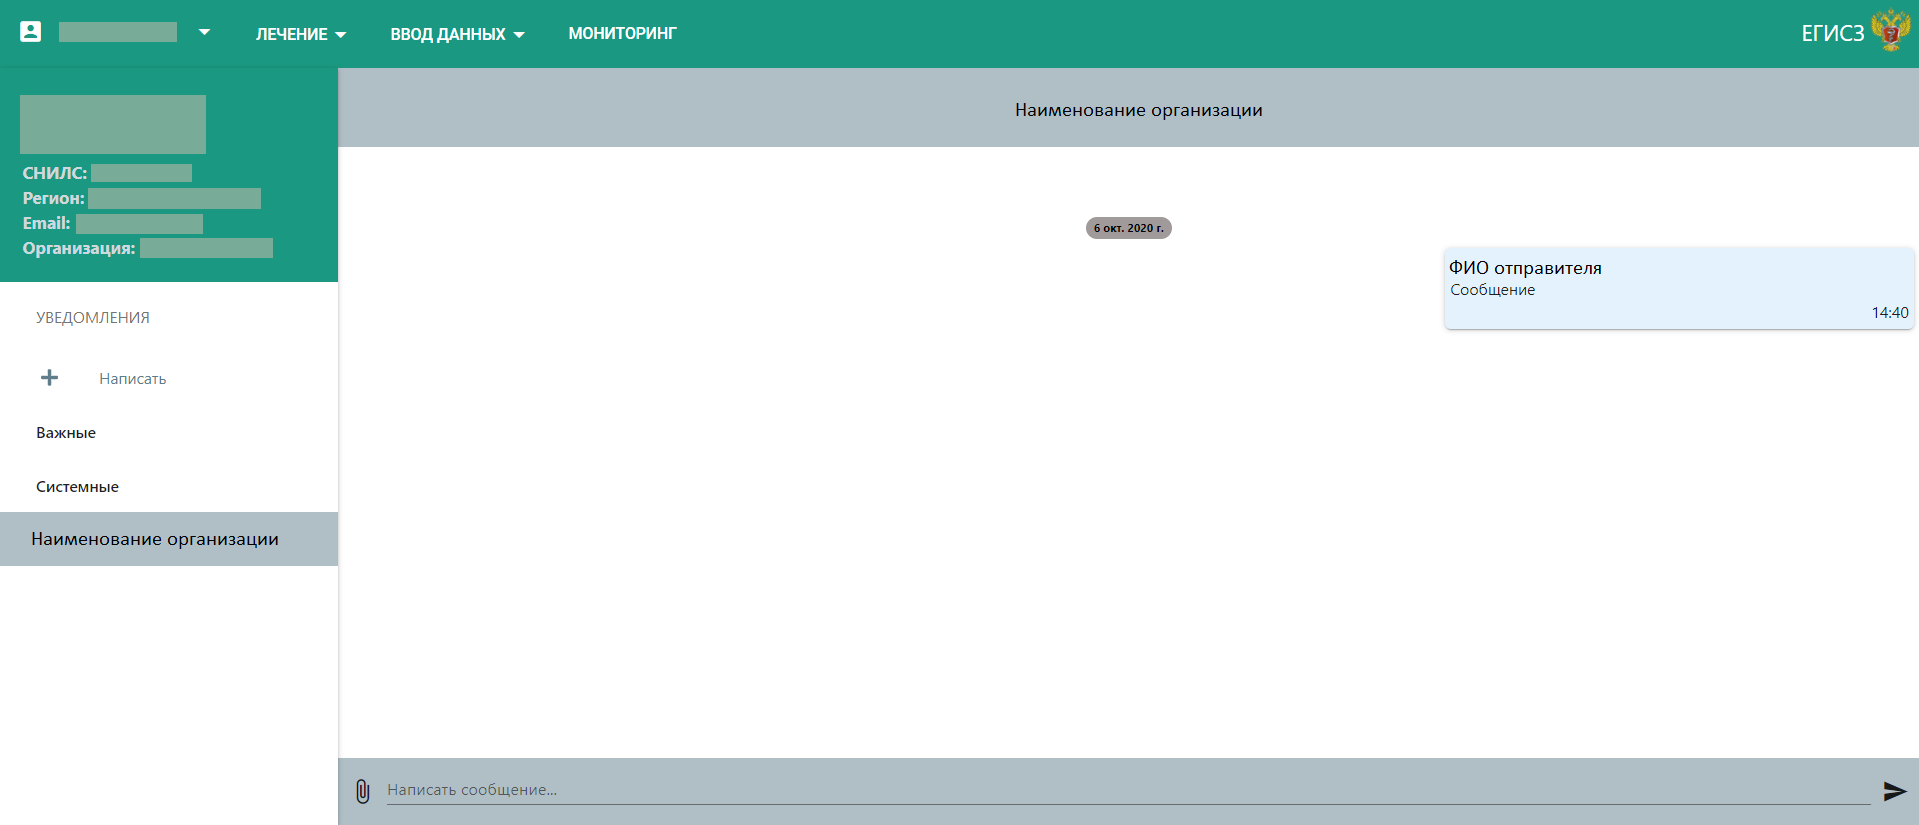 ЛЕЧЕНИЕ
ВВОД ДАННЫХ
МОНИТОРИНГ
ЕГИСЗ
СНИЛС:
Регион:
Email:
Организация:
УВЕДОМЛЕНИЯ
Написать
Важные
Системные
Наименование организации
Наименование организации
6 окт. 2020 г.
ФИО отправителя
Сообщение
14:40
Написать сообщение...